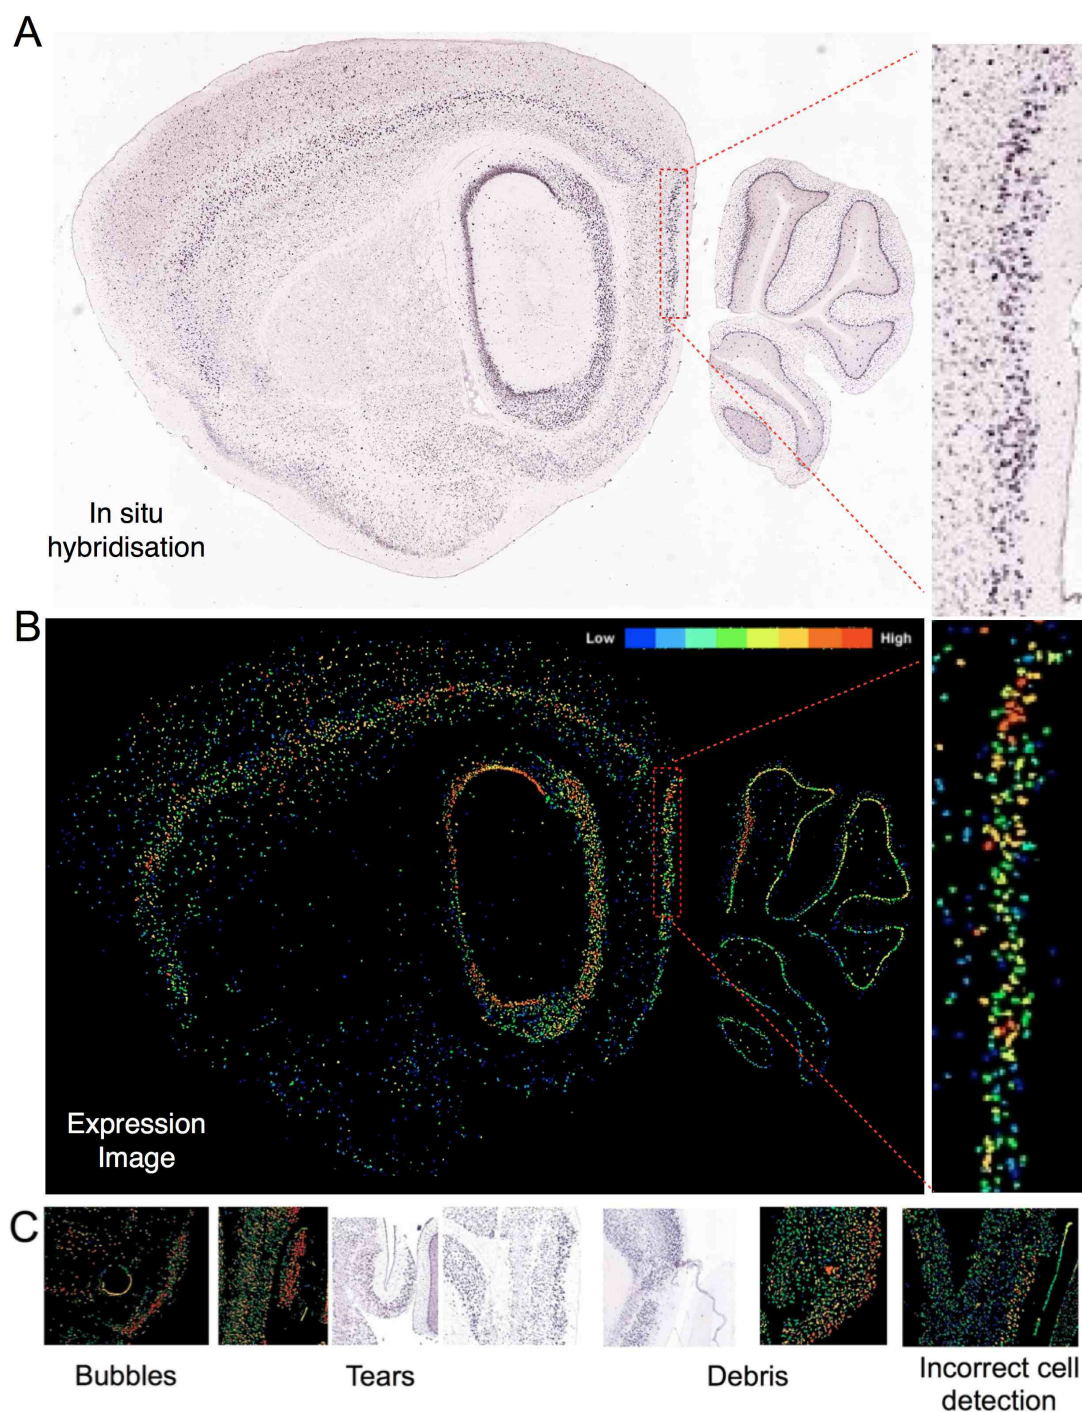 A
In situ
hybridisation
B
Low
High
Expression
Image
C
Bubbles
Tears
Debris
Incorrect cell
detection